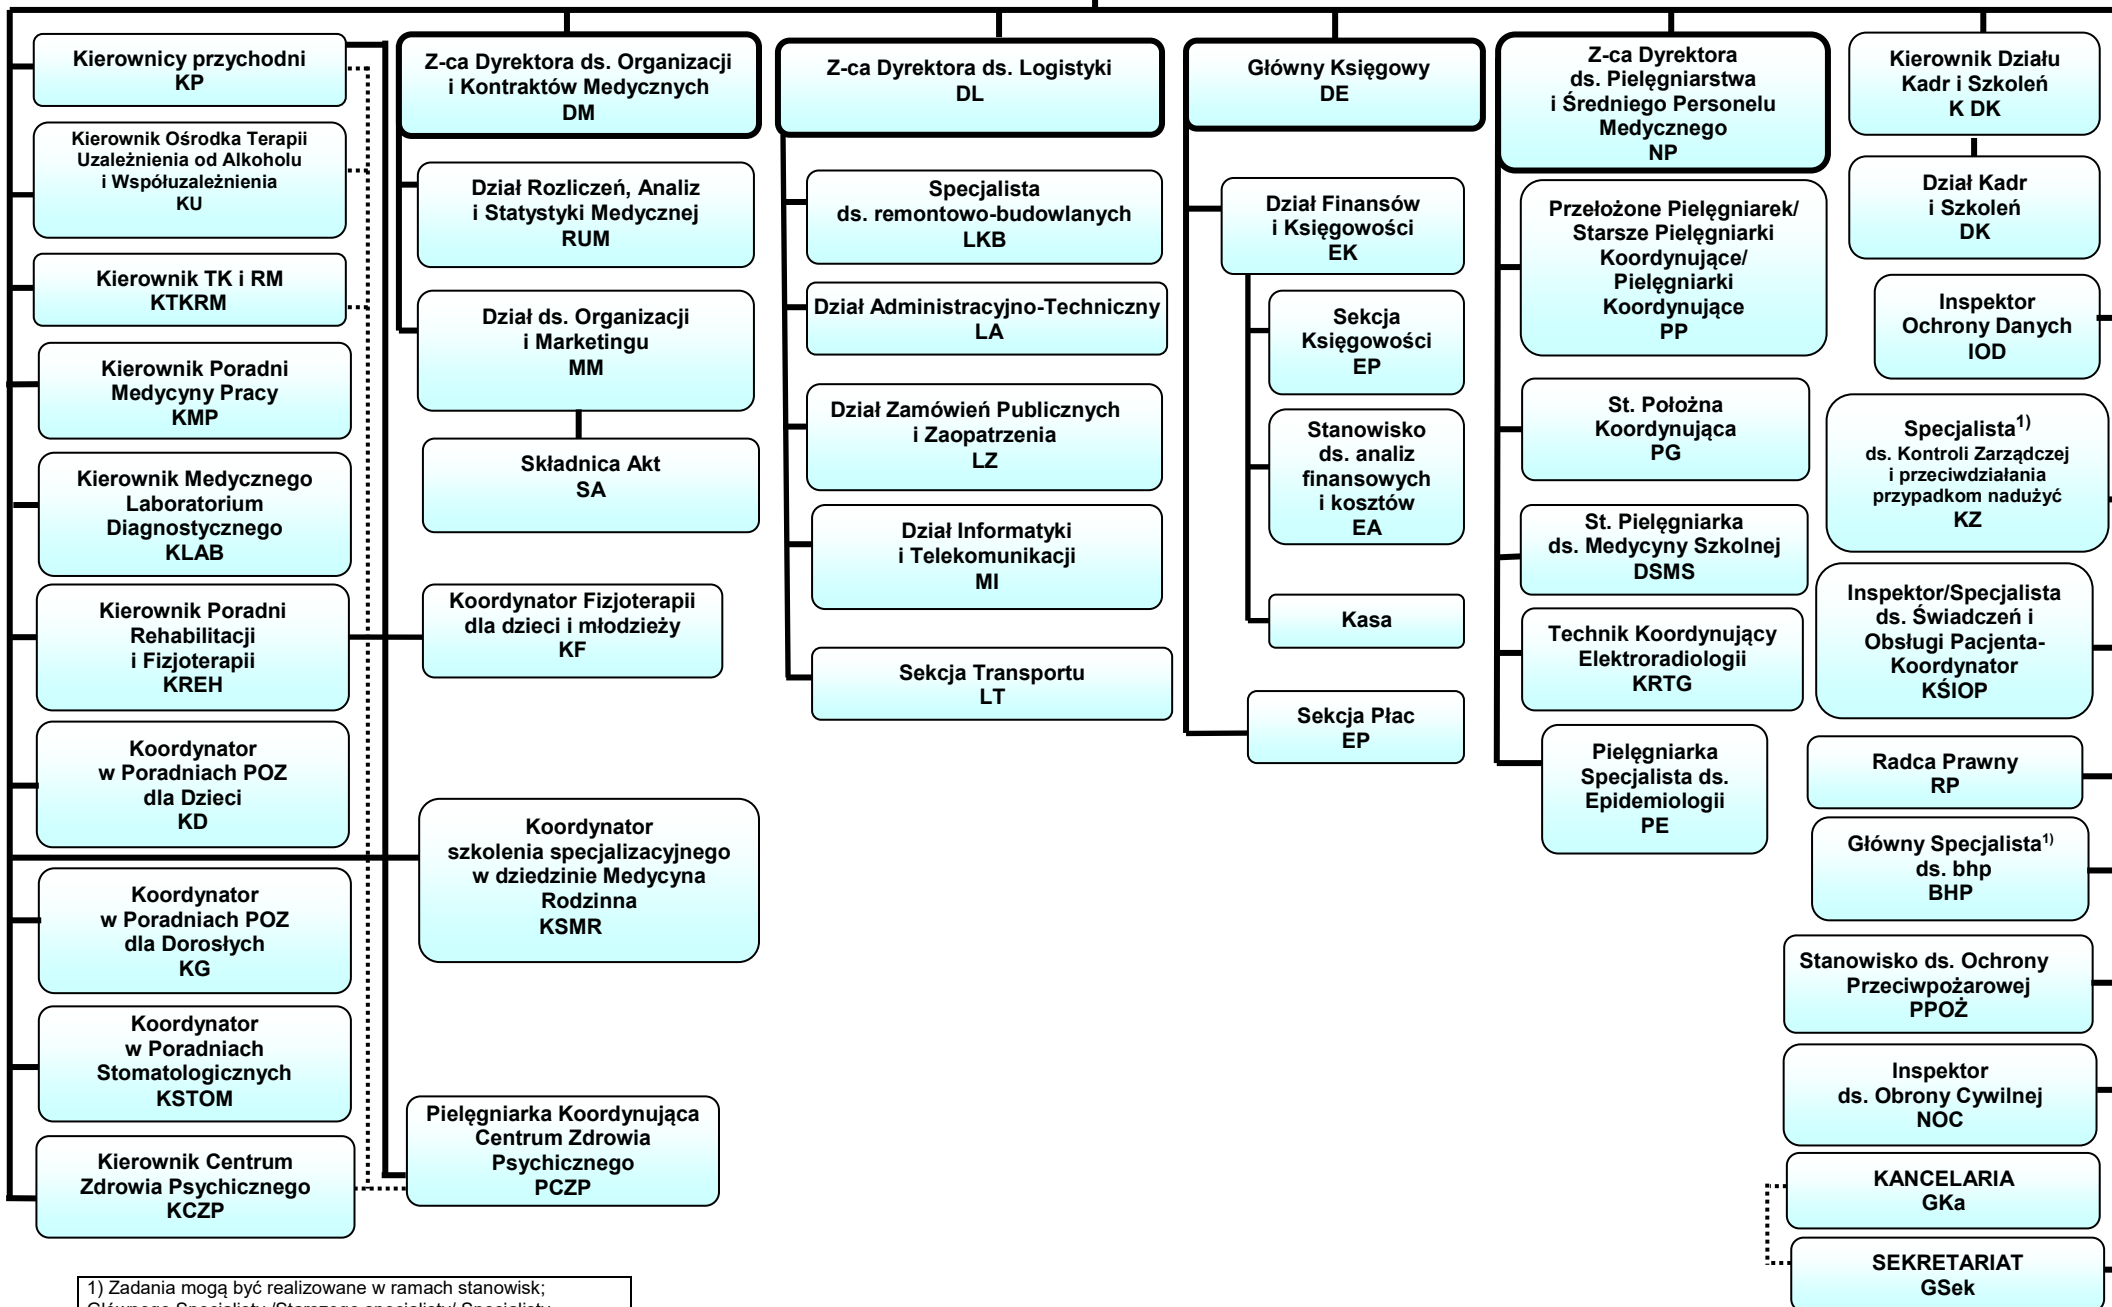 Kierownicy przychodni
KP
Kierownik Ośrodka Terapii
Uzależnienia od Alkoholu
i Współuzależnienia
KU
Kierownik TK i RM
KTKRM
Kierownik Poradni
Medycyny Pracy
KMP
Kierownik Medycznego
Laboratorium
Diagnostycznego
KLAB
Kierownik Poradni
Rehabilitacji
i Fizjoterapii
KREH
Koordynator
w Poradniach POZ
dla Dzieci
KD
Koordynator
w Poradniach POZ
dla Dorosłych
KG
Koordynator
w Poradniach
Stomatologicznych
KSTOM
Kierownik Centrum
Zdrowia Psychicznego
KCZP
Z-ca Dyrektora ds. Organizacji
i Kontraktów Medycznych
DM
Dział Rozliczeń, Analiz
i Statystyki Medycznej
RUM
Dział ds. Organizacji
i Marketingu
MM
Składnica Akt
SA
Koordynator Fizjoterapii
dla dzieci i młodzieży
KF
Koordynator
szkolenia specjalizacyjnego
w dziedzinie Medycyna
Rodzinna
KSMR
Pielęgniarka Koordynująca
Centrum Zdrowia
Psychicznego
PCZP
Z-ca Dyrektora ds. Logistyki
DL
Specjalista
ds. remontowo-budowlanych
LKB
Dział Administracyjno-Techniczny
LA
Dział Zamówień Publicznych
i Zaopatrzenia
LZ
Dział Informatyki
i Telekomunikacji
MI
Sekcja Transportu
LT
Główny Księgowy
DE
Dział Finansów
i Księgowości
EK
Sekcja
Księgowości
EP
Stanowisko
ds. analiz
finansowych
i kosztów
EA
Kasa
Sekcja Płac
EP
Z-ca Dyrektora
ds. Pielęgniarstwa
i Średniego Personelu
Medycznego
NP
Przełożone Pielęgniarek/
Starsze Pielęgniarki
Koordynujące/
Pielęgniarki
Koordynujące
PP
St. Położna
Koordynująca
PG
St. Pielęgniarka
ds. Medycyny Szkolnej
DSMS
Technik Koordynujący
Elektroradiologii
KRTG
Pielęgniarka
Specjalista ds.
Epidemiologii
PE
Kierownik Działu
Kadr i Szkoleń
K DK
Dział Kadr
i Szkoleń
DK
Inspektor
Ochrony Danych
IOD
Specjalista1)
ds. Kontroli Zarządczej
i przeciwdziałania
przypadkom nadużyć
KZ
Inspektor/Specjalista
ds. Świadczeń i
Obsługi Pacjenta-
Koordynator
KŚIOP
Radca Prawny
RP
Główny Specjalista1)
ds. bhp
BHP
Stanowisko ds. Ochrony
Przeciwpożarowej
PPOŻ
Inspektor
ds. Obrony Cywilnej
NOC
KANCELARIA
GKa
SEKRETARIAT
GSek
1) Zadania mogą być realizowane w ramach stanowisk;
Głównego Specjalisty /Starszego specjalisty/ Specjalisty